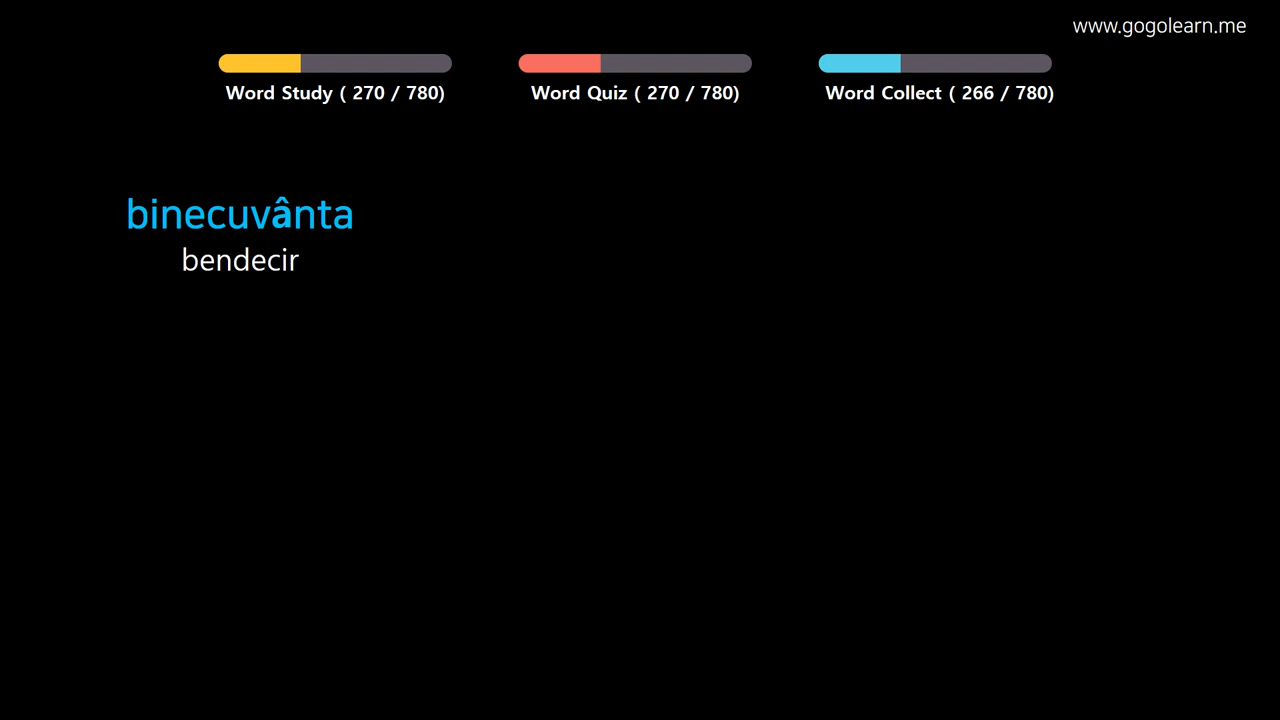 www.gogolearn.me
Word Study ( 270 / 780)
Word Quiz ( 270 / 780)
Word Collect ( 266 / 780)
binecuvânta
bendecir